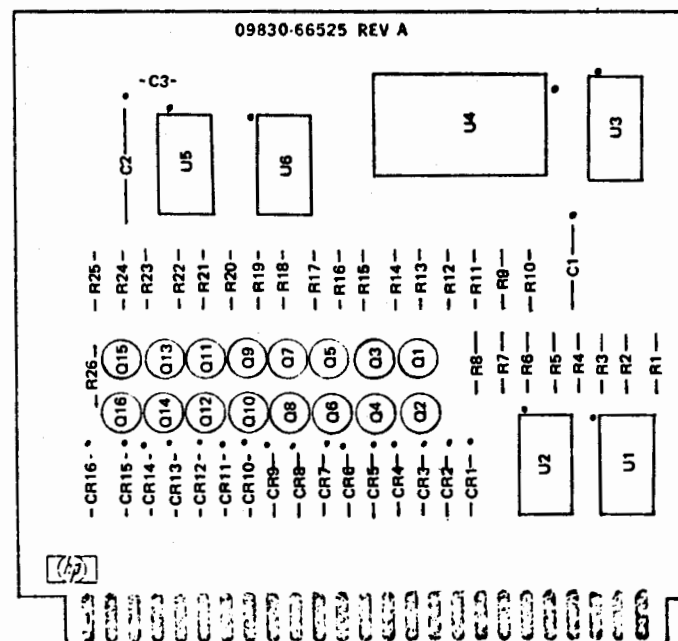 09830-66525 REV A
-C3-
C2
U5
U6
U4
U3
R25 R24 R23 R22 R21 R20 R19 R18 R17 R16 R15 R14 R13 R12 R11 R9 R10 C1
R26 Q15 Q13 Q11 Q9 Q7 Q5 Q3 Q1 R8 R7 R6 R5 R4 R3 R2 R1
Q16 Q14 Q12 Q10 Q8 Q6 Q4 Q2
CR16 CR15 CR14 CR13 CR12 CR11 CR10 CR9 CR8 CR7 CR6 CR5 CR4 CR3 CR2 CR1 U2 U1
hp